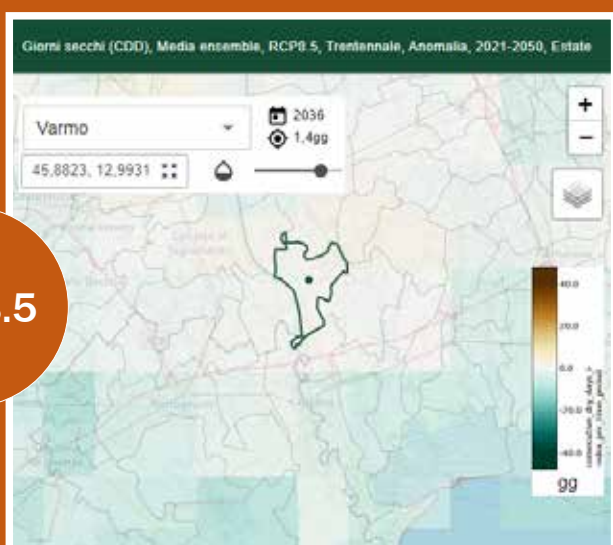 Giorni secchi (CDD), Media ensemble, RCP8.5, Trentennale, Anomalia, 2021-2050, Estate
Varmo
2036
1,4gg
45,8823, 12,9931
+
−
.5
40.0
20.0
0.0
-20.0
-40.0
gg